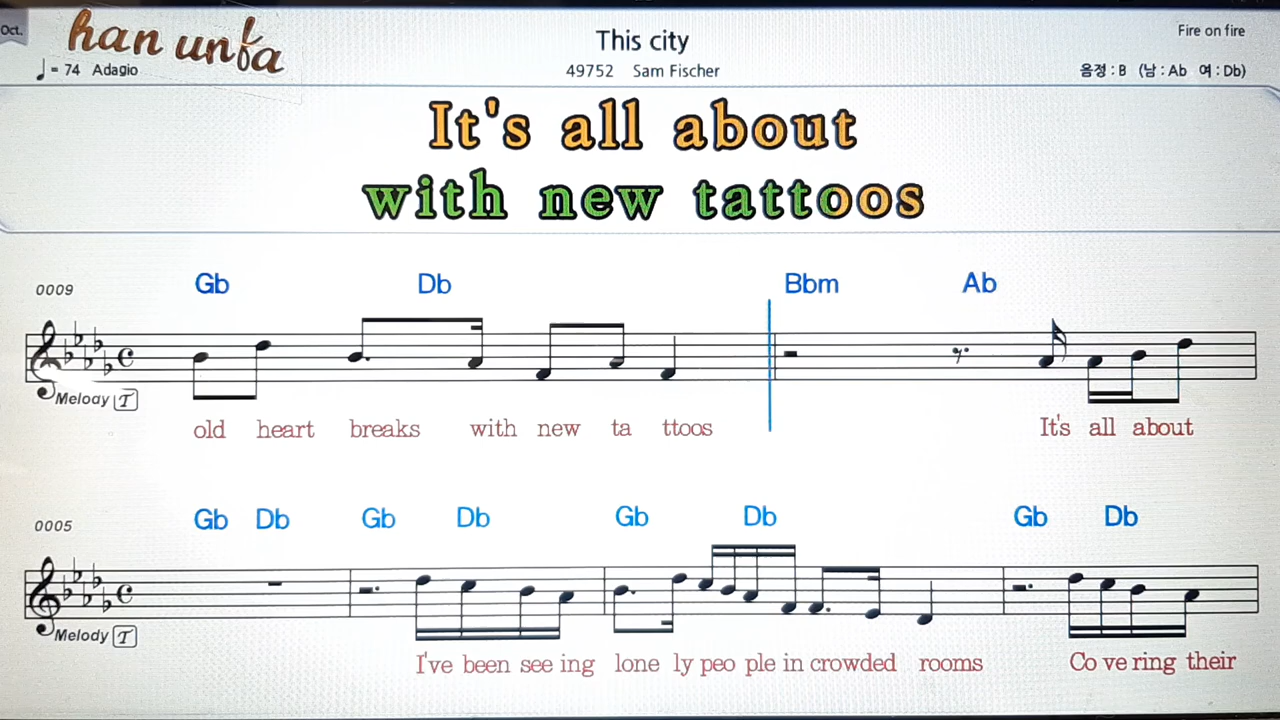 Oct.
han unfa
This city
Fire on fire
♩ = 74 Adagio
49752 Sam Fischer
음정 : B (남 : Ab 여 : Db)
It's all about
with new tattoos
0009
Gb Db Bbm Ab
Melody T
old heart breaks with new ta ttoos It's all about
0005
Gb Db Gb Db Gb Db Gb Db
Melody T
I've been see ing lone ly peo ple in crowded rooms Co ve ring their